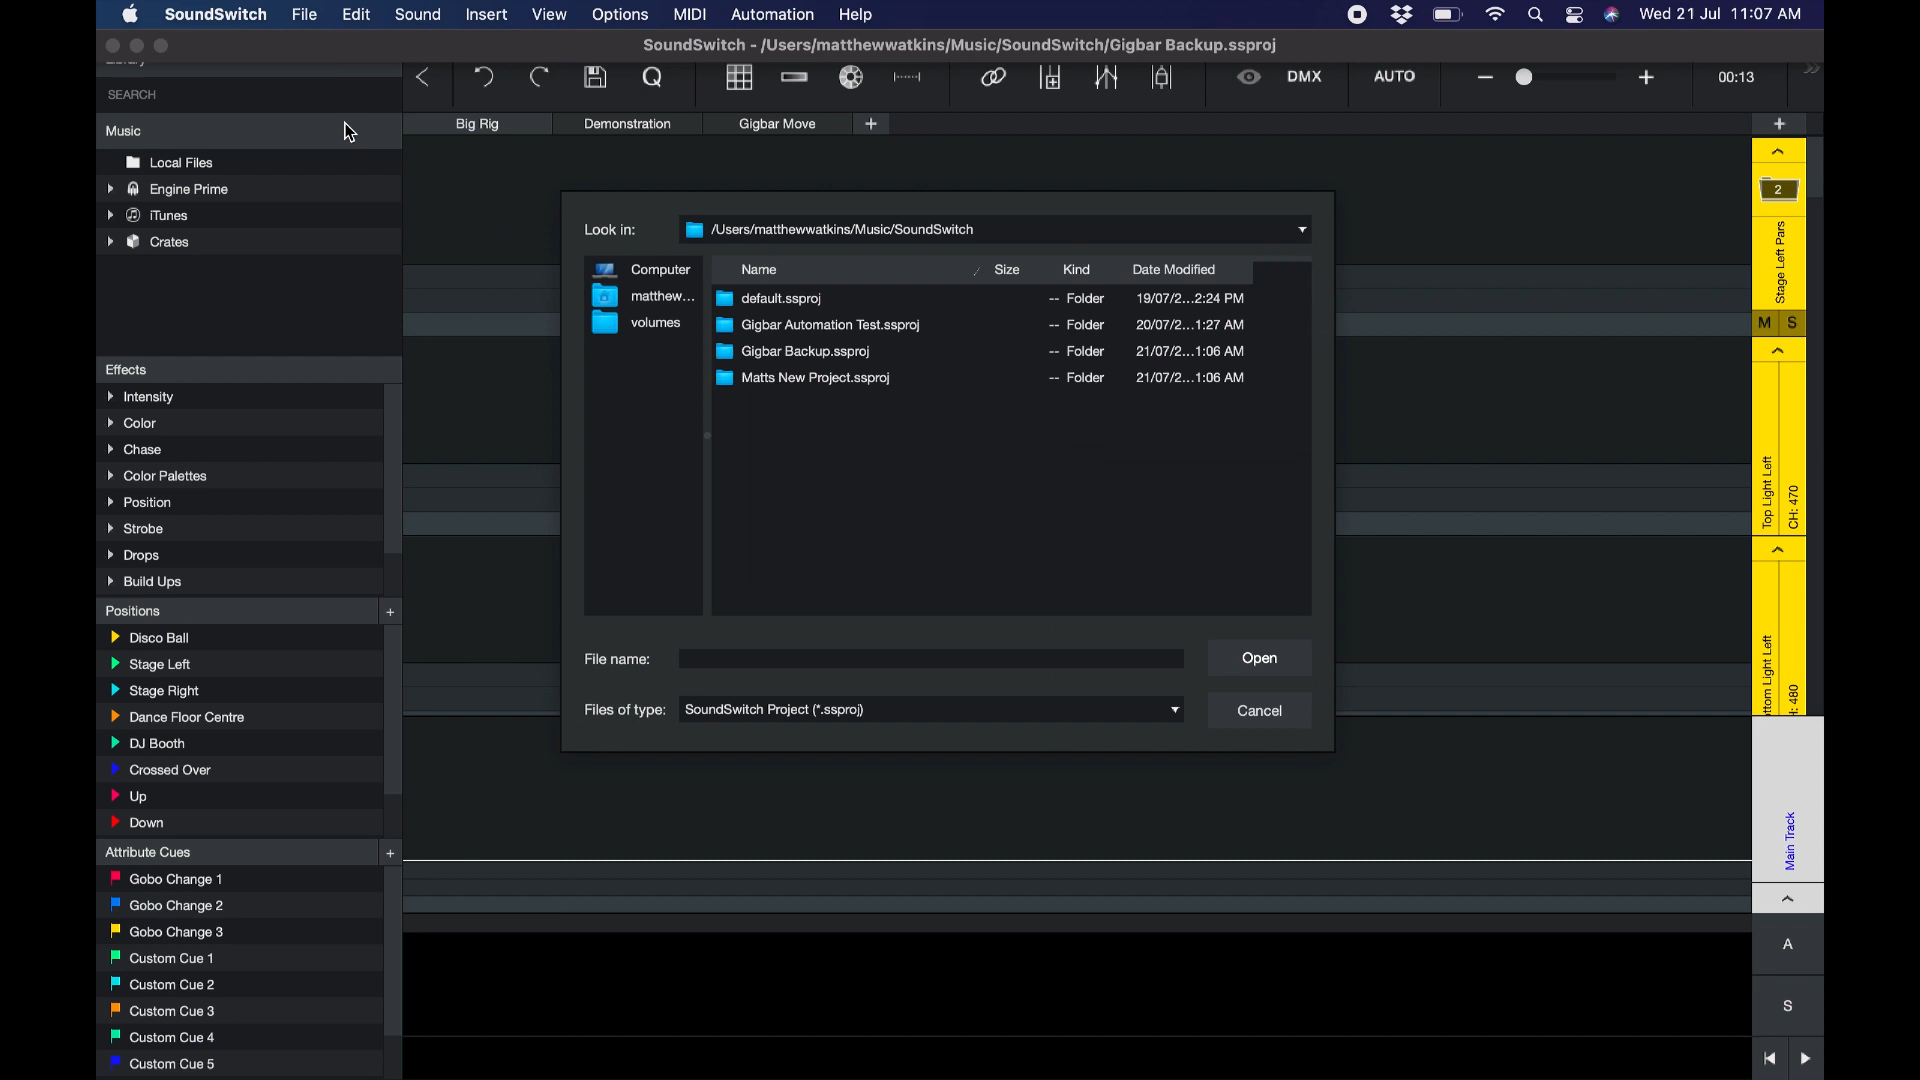 SoundSwitch File Edit Sound Insert View Options MIDI Automation Help Wed 21 Jul 11:07 AM
SoundSwitch - /Users/matthewwatkins/Music/SoundSwitch/Gigbar Backup.ssproj
SEARCH
Q DMX AUTO 00:13
Big Rig Demonstration Gigbar Move +
Music
Local Files
Engine Prime
iTunes
Crates
Effects
Intensity
Color
Chase
Color Palettes
Position
Strobe
Drops
Build Ups
Positions +
Disco Ball
Stage Left
Stage Right
Dance Floor Centre
DJ Booth
Crossed Over
Up
Down
Attribute Cues +
Gobo Change 1
Gobo Change 2
Gobo Change 3
Custom Cue 1
Custom Cue 2
Custom Cue 3
Custom Cue 4
Custom Cue 5
Look in: /Users/matthewwatkins/Music/SoundSwitch
Computer
matthew...
volumes
Name Size Kind Date Modified
default.ssproj -- Folder 19/07/2...2:24 PM
Gigbar Automation Test.ssproj -- Folder 20/07/2...1:27 AM
Gigbar Backup.ssproj -- Folder 21/07/2...1:06 AM
Matts New Project.ssproj -- Folder 21/07/2...1:06 AM
File name: Open
Files of type: SoundSwitch Project (*.ssproj) Cancel
+
2
Stage Left Pars
M S
Top Light Left
CH: 470
ttom Light Left
H: 480
Main Track
A
S